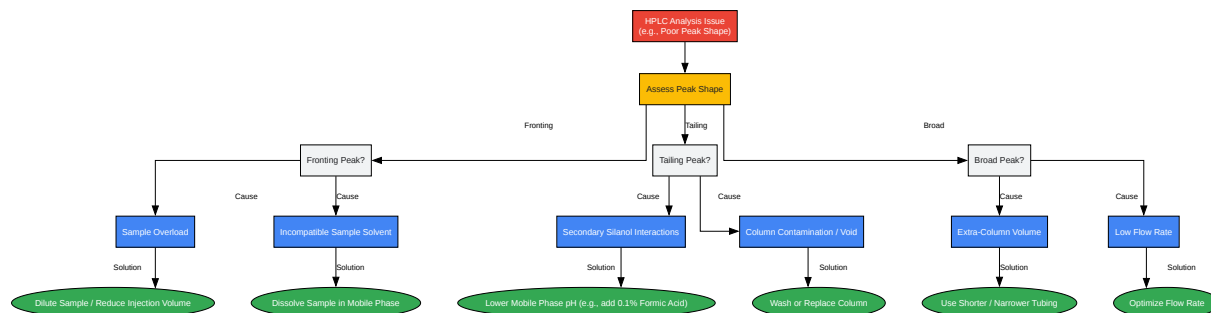 HPLC Analysis Issue
(e.g., Poor Peak Shape)
Assess Peak Shape
Fronting
Tailing
Broad
Fronting Peak?
Tailing Peak?
Broad Peak?
Cause
Cause
Cause
Cause
Cause
Cause
Sample Overload
Incompatible Sample Solvent
Secondary Silanol Interactions
Column Contamination / Void
Extra-Column Volume
Low Flow Rate
Solution
Solution
Solution
Solution
Solution
Solution
Dilute Sample / Reduce Injection Volume
Dissolve Sample in Mobile Phase
Lower Mobile Phase pH (e.g., add 0.1% Formic Acid)
Wash or Replace Column
Use Shorter / Narrower Tubing
Optimize Flow Rate